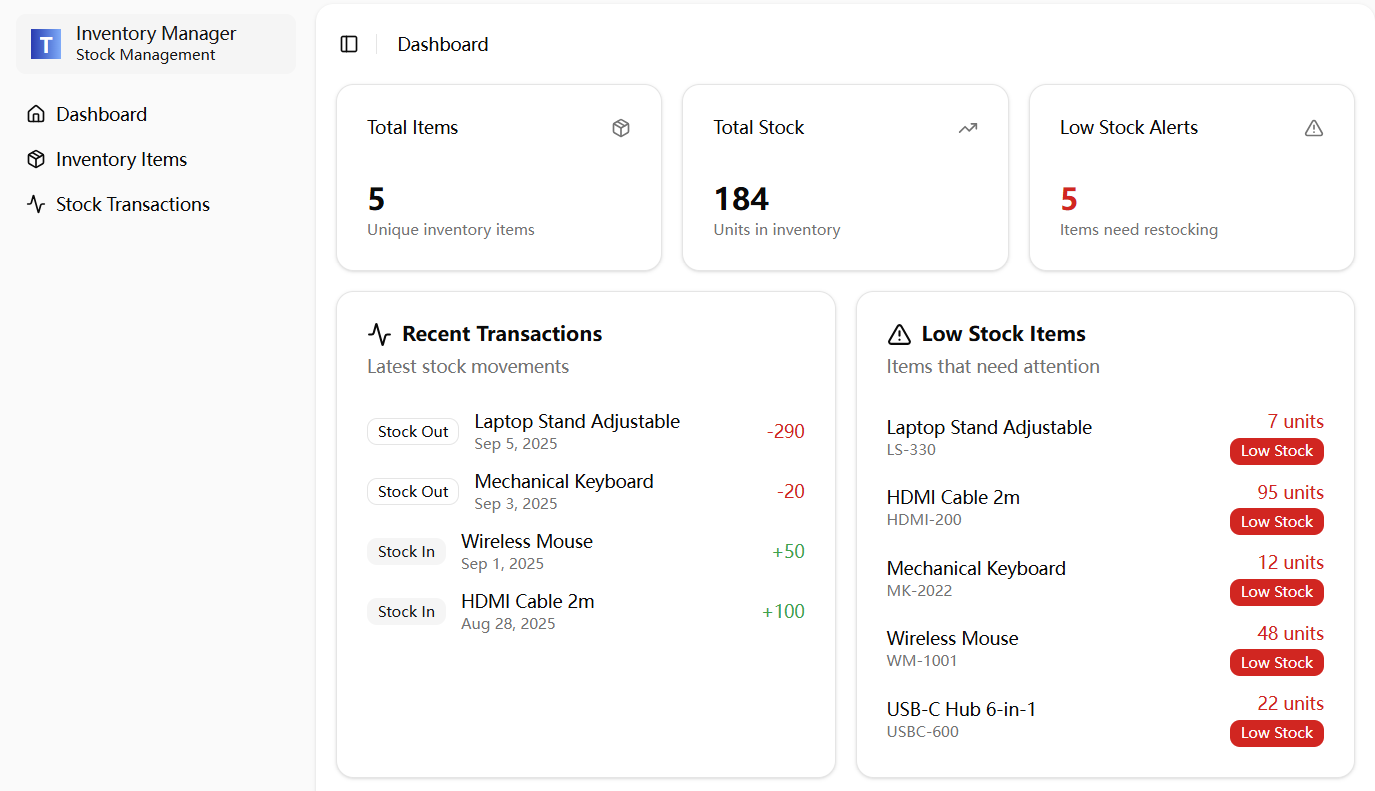 T
Inventory Manager
Stock Management
Dashboard
Inventory Items
Stock Transactions
Dashboard
Total Items
5
Unique inventory items
Total Stock
184
Units in inventory
Low Stock Alerts
5
Items need restocking
Recent Transactions
Latest stock movements
Stock Out
Laptop Stand Adjustable
Sep 5, 2025
-290
Stock Out
Mechanical Keyboard
Sep 3, 2025
-20
Stock In
Wireless Mouse
Sep 1, 2025
+50
Stock In
HDMI Cable 2m
Aug 28, 2025
+100
Low Stock Items
Items that need attention
Laptop Stand Adjustable
LS-330
7 units
Low Stock
HDMI Cable 2m
HDMI-200
95 units
Low Stock
Mechanical Keyboard
MK-2022
12 units
Low Stock
Wireless Mouse
WM-1001
48 units
Low Stock
USB-C Hub 6-in-1
USBC-600
22 units
Low Stock